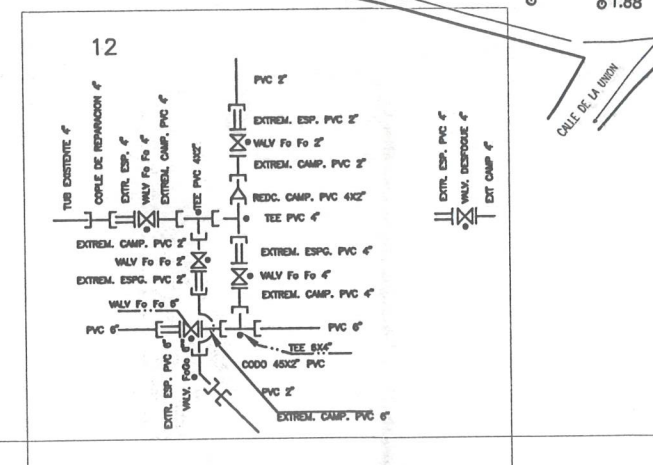 1.88
12
CALLE DE LA UNION
PVC 2"
EXTREM. ESP. PVC 2"
VALV Fo Fo 2"
EXTREM. CAMP. PVC 2"
REDC. CAMP. PVC 4X2"
TEE PVC 4"
TUB EXISTENTE 4"
COPLE DE REPARACION 4"
EXTR. ESP. 4"
VALV Fo Fo 4"
EXTREM. CAMP. PVC 4"
TEE PVC 4X2"
EXTREM. CAMP. PVC 2"
VALV Fo Fo 2"
EXTREM. ESPG. PVC 2"
EXTREM. ESPG. PVC 4"
VALV Fo Fo 4"
EXTREM. CAMP. PVC 4"
EXTR. ESP. PVC 4"
VALV. DESFOGUE 4"
EXT CAMP 4"
VALV Fo Fo 6"
PVC 6"
PVC 6"
TEE 6X4"
CODO 45X2" PVC
EXTR. ESP. PVC 6"
VALV. FoGo 6"
PVC 2"
EXTREM. CAMP. PVC 6"